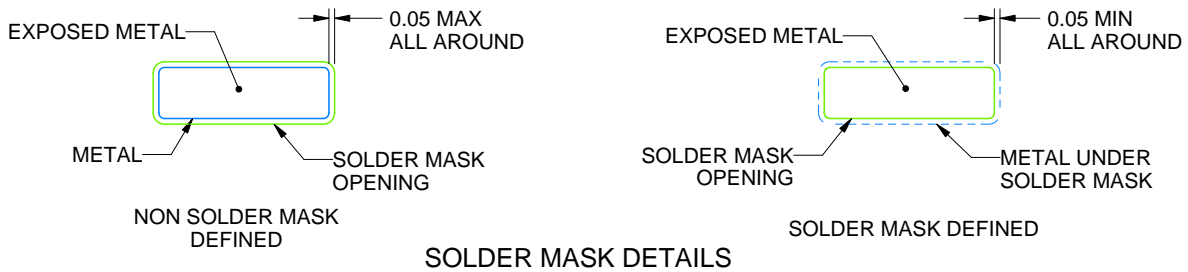 0.05 MAX
ALL AROUND
EXPOSED METAL
METAL
SOLDER MASK
OPENING
NON SOLDER MASK
DEFINED
0.05 MIN
ALL AROUND
EXPOSED METAL
SOLDER MASK
OPENING
METAL UNDER
SOLDER MASK
SOLDER MASK DEFINED
SOLDER MASK DETAILS